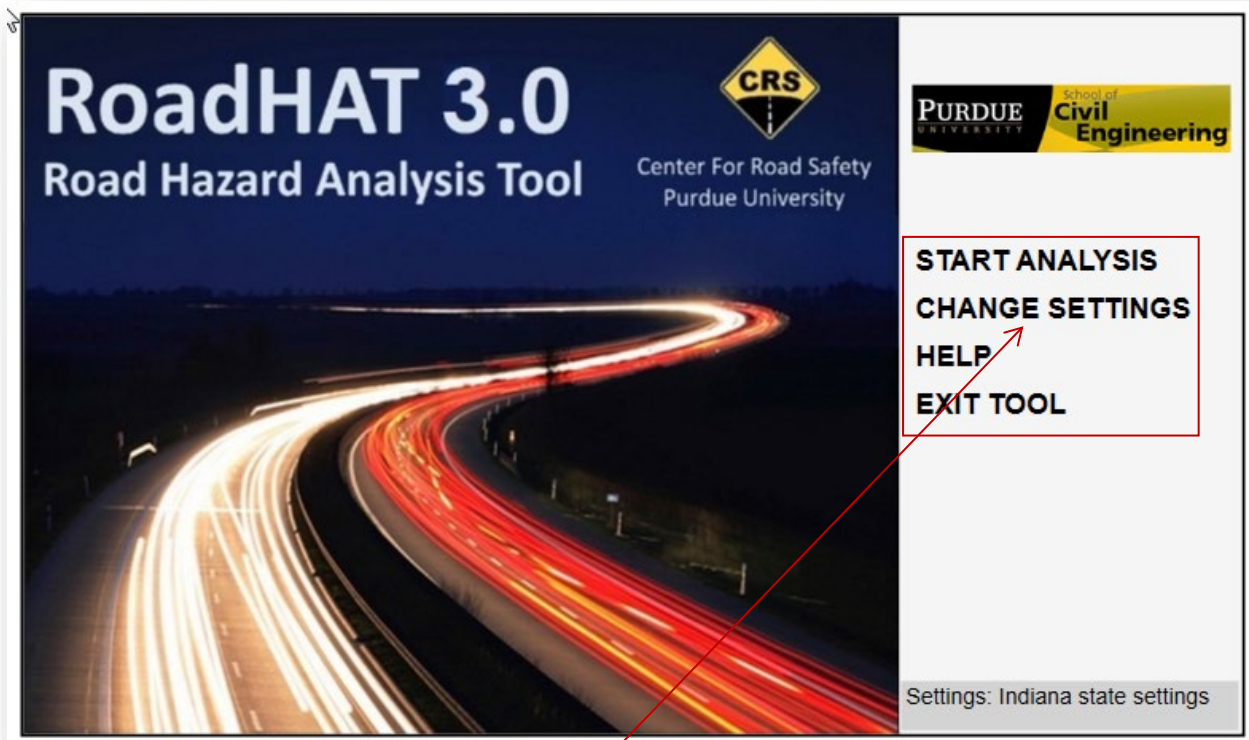 RoadHAT 3.0
Road Hazard Analysis Tool
CRS
Center For Road Safety
Purdue University
PURDUE
UNIVERSITY
School of
Civil
Engineering
START ANALYSIS
CHANGE SETTINGS
HELP
EXIT TOOL
Settings: Indiana state settings